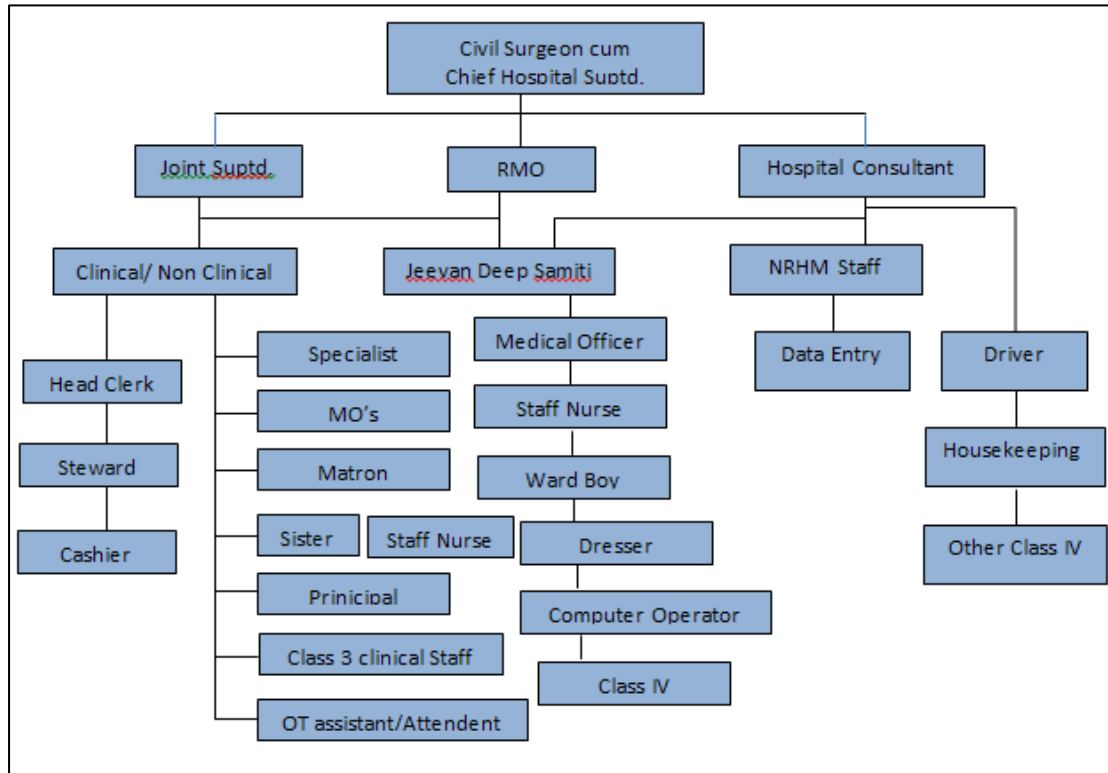 Civil Surgeon cum
Chief Hospital Suptd.
Joint Suptd.
RMO
Hospital Consultant
Clinical/ Non Clinical
Jeevan Deep Samiti
NRHM Staff
Specialist
Medical Officer
Data Entry
Driver
Head Clerk
MO's
Staff Nurse
Housekeeping
Steward
Matron
Ward Boy
Sister
Staff Nurse
Dresser
Other Class IV
Cashier
Prinicipal
Computer Operator
Class 3 clinical Staff
Class IV
OT assistant/Attendent